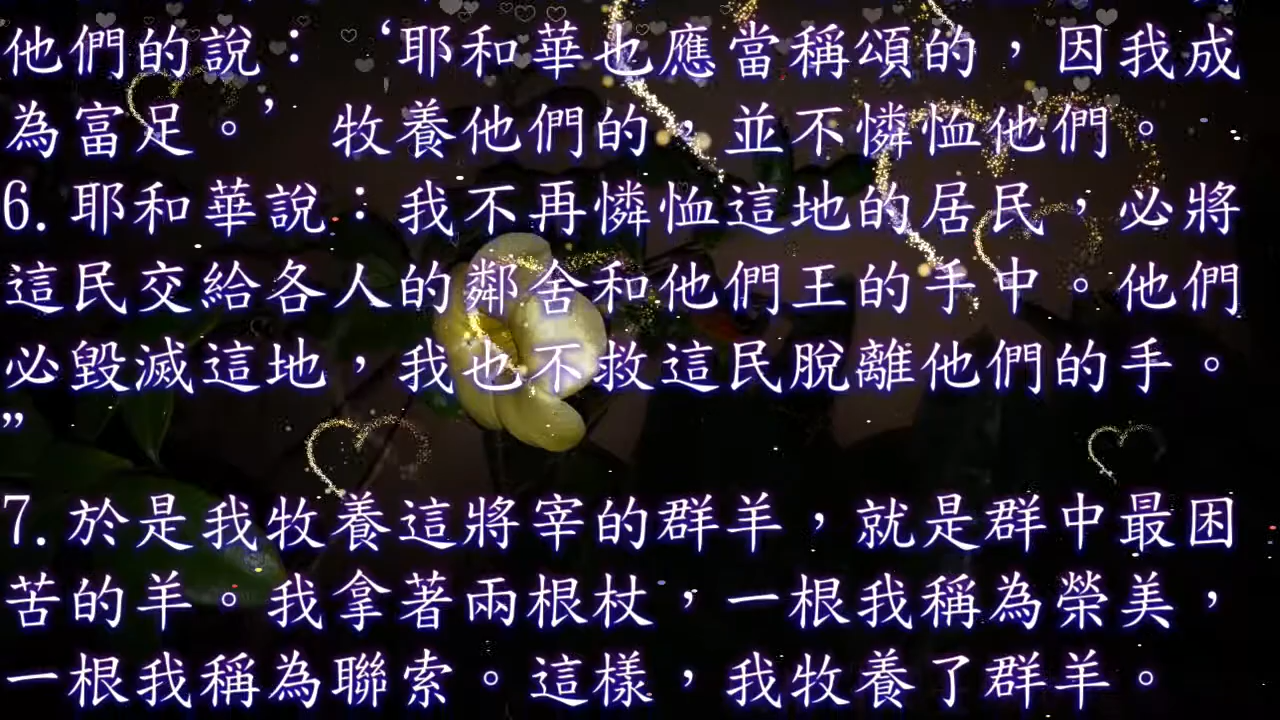 他們的說：‘耶和華也應當稱頌的，因我成
為富足。’ 牧養他們的，並不憐恤他們。
6.耶和華說：我不再憐恤這地的居民，必將
這民交給各人的鄰舍和他們王的手中。他們
必毀滅這地，我也不救這民脫離他們的手。
”
7.於是我牧養這將宰的群羊，就是群中最困
苦的羊。我拿著兩根杖，一根我稱為榮美，
一根我稱為聯索。這樣，我牧養了群羊。